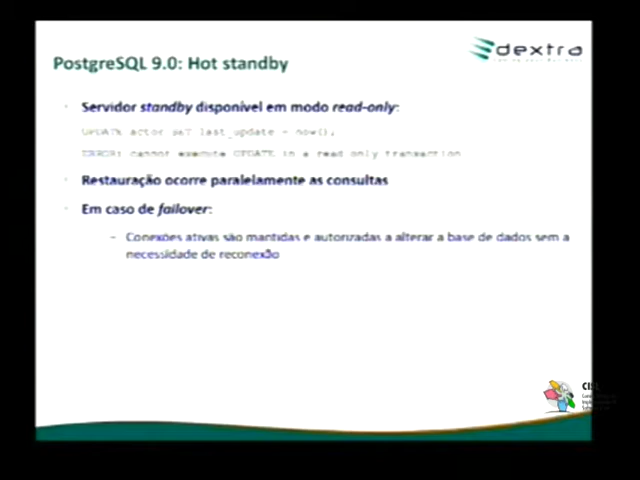 dextra
PostgreSQL 9.0: Hot standby
Servidor standby disponível em modo read-only:
UPDATE actor SET last_update = now();
ERROR: cannot execute UPDATE in a read only transaction
Restauração ocorre paralelamente as consultas
Em caso de failover:
– Conexões ativas são mantidas e autorizadas a alterar a base de dados sem a
necessidade de reconexão